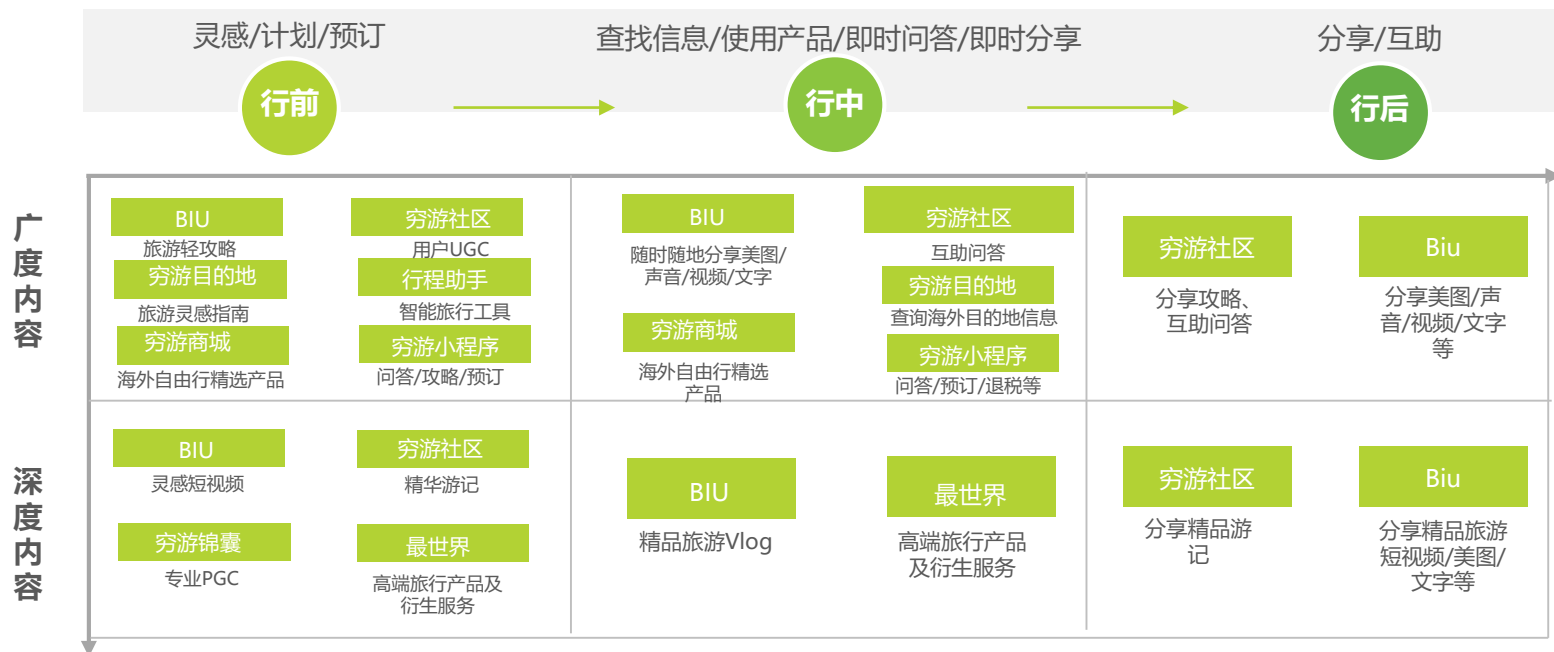 灵感/计划/预订
查找信息/使用产品/即时问答/即时分享
分享/互助
行前
行中
行后
广度内容
BIU
旅游轻攻略
穷游社区
用户UGC
穷游目的地
旅游灵感指南
行程助手
智能旅行工具
穷游商城
海外自由行精选产品
穷游小程序
问答/攻略/预订
BIU
随时随地分享美图/
声音/视频/文字
穷游社区
互助问答
穷游目的地
查询海外目的地信息
穷游商城
海外自由行精选
产品
穷游小程序
问答/预订/退税等
穷游社区
分享攻略、
互助问答
Biu
分享美图/声
音/视频/文字
等
深度内容
BIU
灵感短视频
穷游社区
精华游记
穷游锦囊
专业PGC
最世界
高端旅行产品及
衍生服务
BIU
精品旅游Vlog
最世界
高端旅行产品
及衍生服务
穷游社区
分享精品游
记
Biu
分享精品旅游
短视频/美图/
文字等